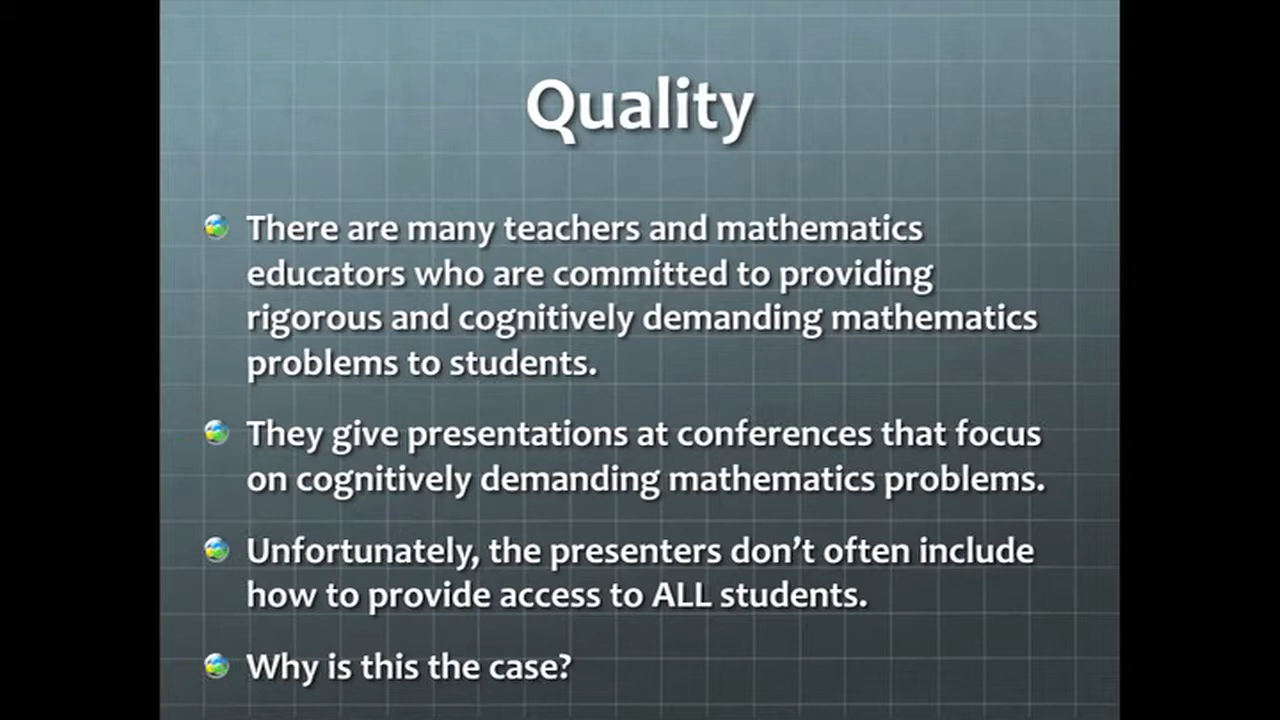 Quality
There are many teachers and mathematics
educators who are committed to providing
rigorous and cognitively demanding mathematics
problems to students.
They give presentations at conferences that focus
on cognitively demanding mathematics problems.
Unfortunately, the presenters don’t often include
how to provide access to ALL students.
Why is this the case?